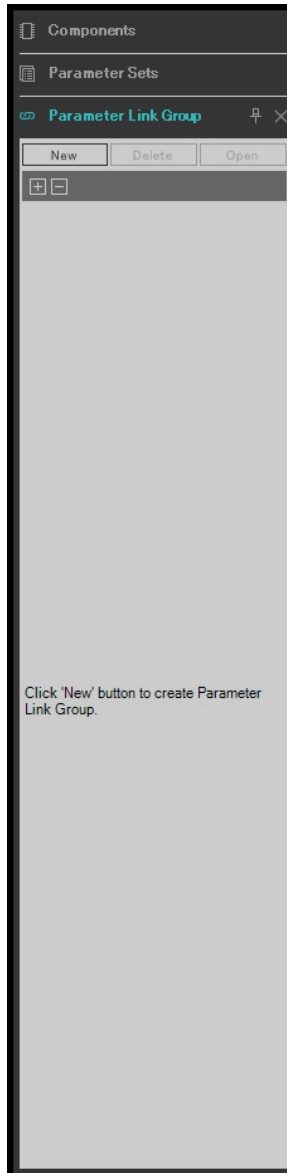 Components
Parameter Sets
Parameter Link Group
New Delete Open
Click 'New' button to create Parameter
Link Group.